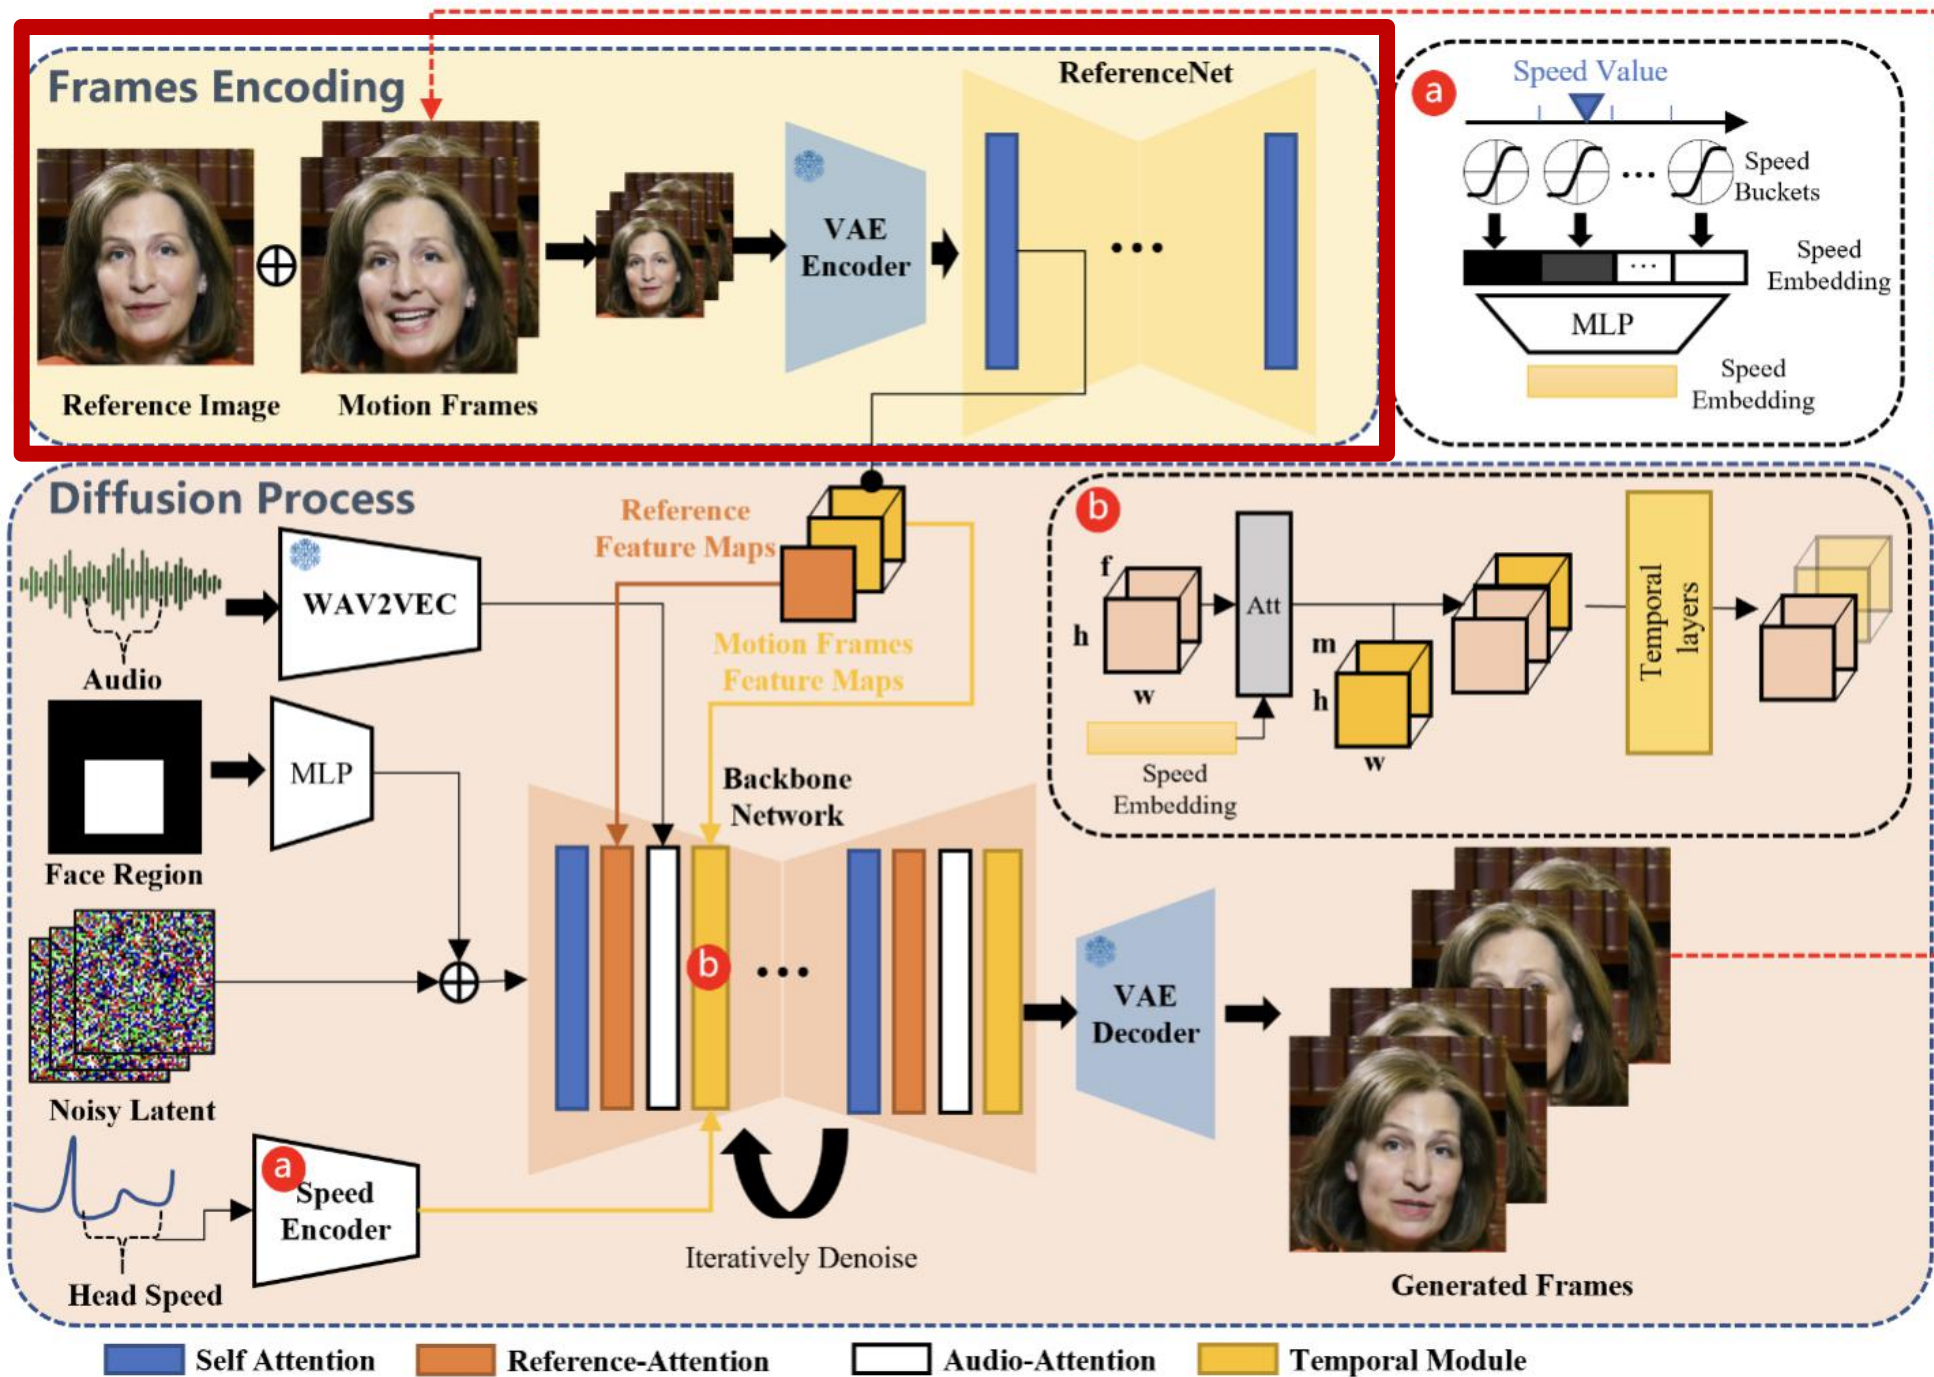 Frames Encoding
ReferenceNet
VAE
Encoder
Reference Image
Motion Frames
a
Speed Value
Speed
Buckets
Speed
Embedding
MLP
Speed
Embedding
Diffusion Process
Reference
Feature Maps
WAV2VEC
Audio
Motion Frames
Feature Maps
MLP
Face Region
Backbone
Network
b
f
h
w
Att
m
h
w
Speed
Embedding
Temporal
layers
b
Noisy Latent
VAE
Decoder
a
Speed
Encoder
Head Speed
Iteratively Denoise
Generated Frames
Self Attention
Reference-Attention
Audio-Attention
Temporal Module